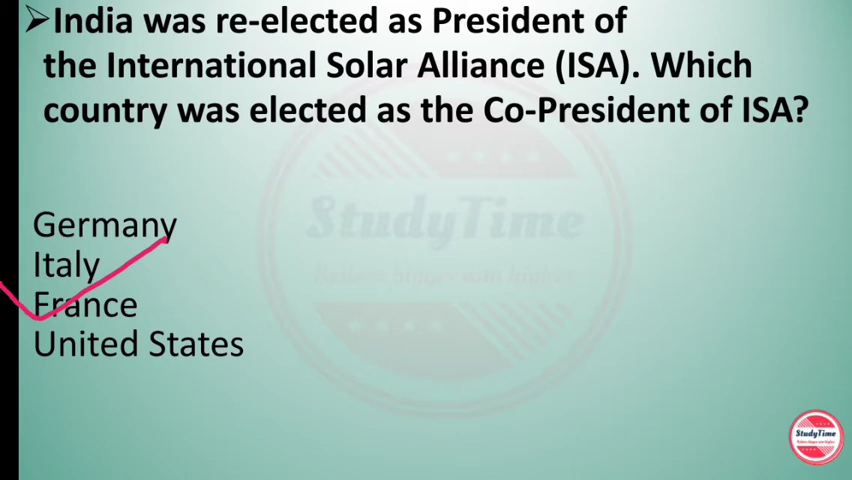 ➢India was re-elected as President of
the International Solar Alliance (ISA). Which
country was elected as the Co-President of ISA?
StudyTime
Germany
Italy
France
United States
StudyTime